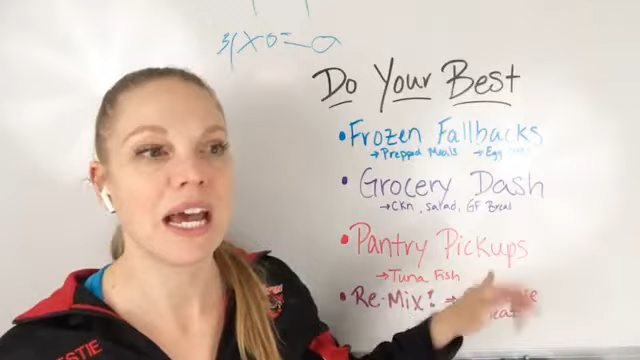 Do Your Best
• Frozen Fallbacks
→ Prepped Meals → Egg
• Grocery Dash
→ Ckn, salad, GF
• Pantry Pickups
→ Tuna Fish
• Re-Mix! →
STIE